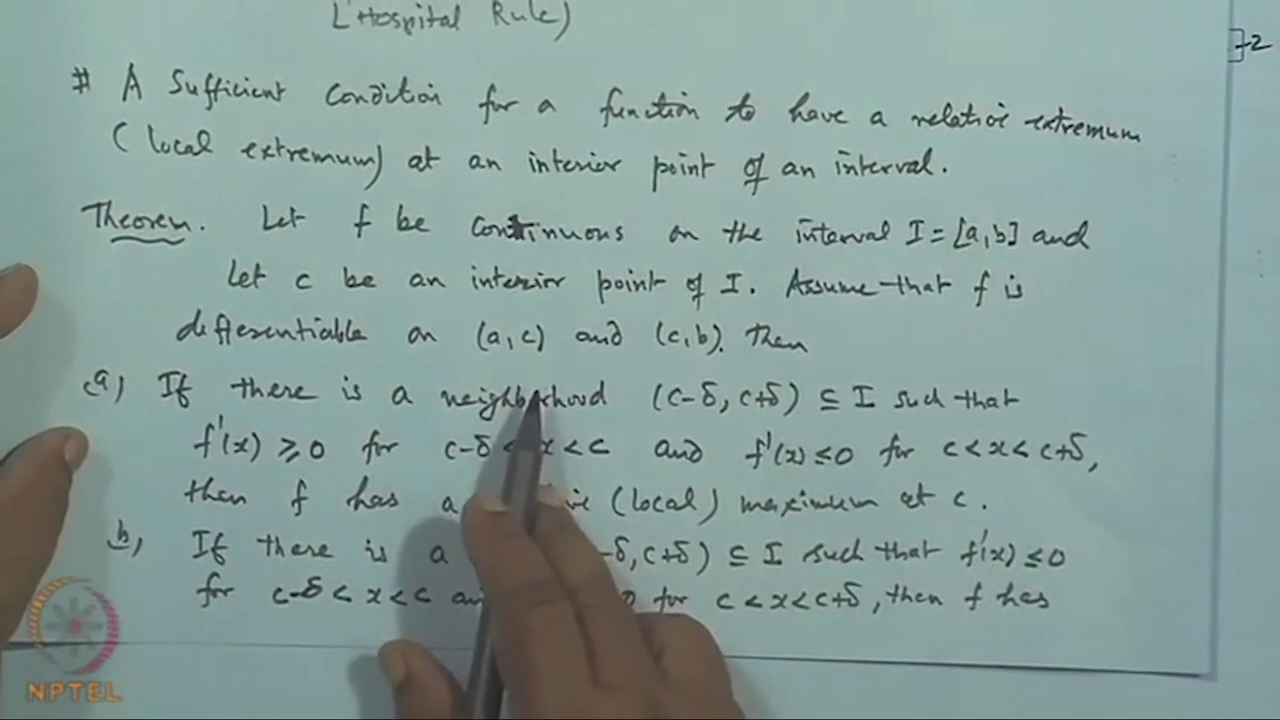 L'Hospital Rule)
]-2
# A Sufficient Condition for a function to have a relative extremum
(local extremum) at an interior point of an interval.
Theorem. Let f be continuous on the interval I = [a,b] and
let c be an interior point of I. Assume that f is
differentiable on (a,c) and (c,b). Then
(a) If there is a neighborhood (c-δ, c+δ) ⊆ I such that
f'(x) ≥ 0 for c-δ < x < c and f'(x) ≤ 0 for c < x < c+δ,
then f has a (local) maximum at c.
b) If there is a -δ, c+δ) ⊆ I such that f'(x) ≤ 0
for c-δ < x < c 0 for c < x < c+δ, then f has
NPTEL